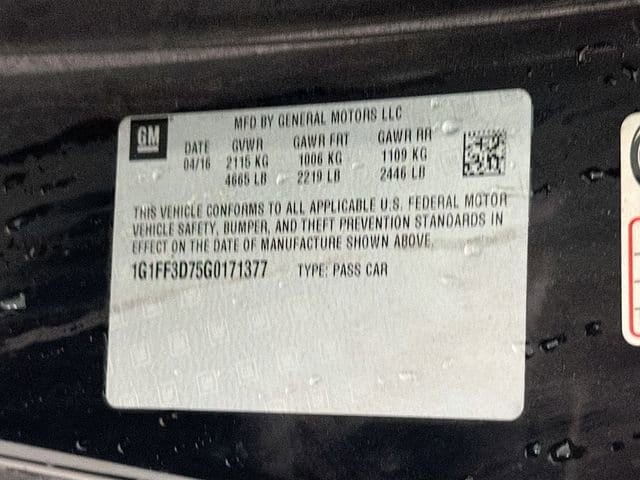 GM
MFD BY GENERAL MOTORS LLC
DATE GVWR GAWR FRT GAWR RR
04/16 2115 KG 1006 KG 1109 KG
4665 LB 2219 LB 2446 LB
THIS VEHICLE CONFORMS TO ALL APPLICABLE U.S. FEDERAL MOTOR
VEHICLE SAFETY, BUMPER, AND THEFT PREVENTION STANDARDS IN
EFFECT ON THE DATE OF MANUFACTURE SHOWN ABOVE.
1G1FF3D75G0171377 TYPE: PASS CAR